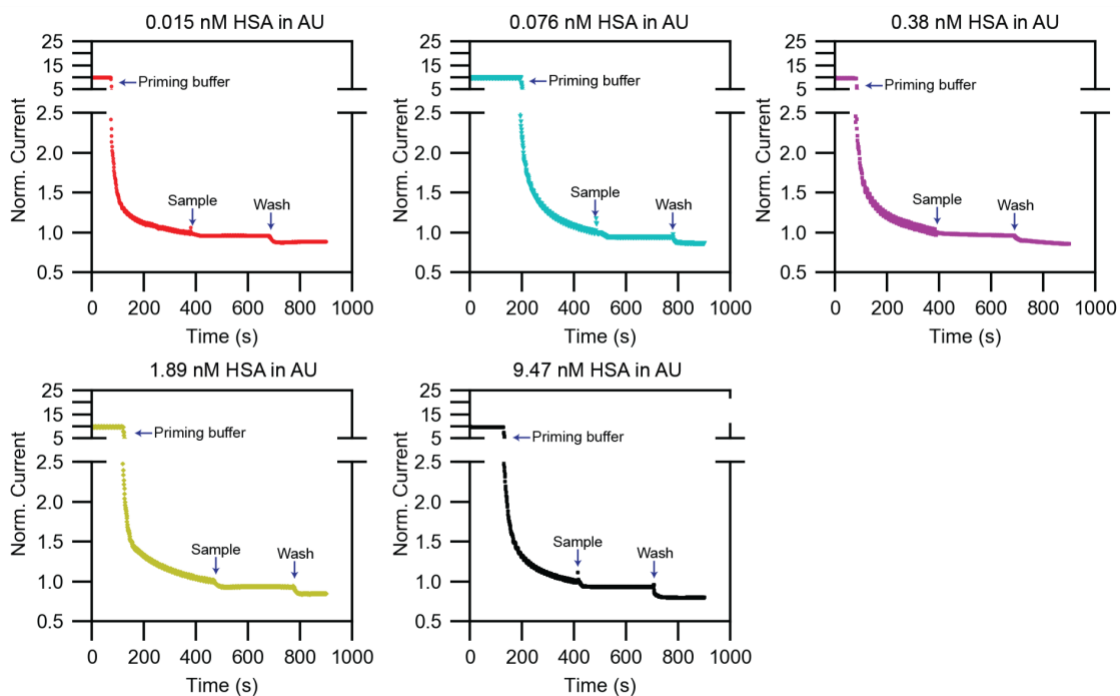 0.015 nM HSA in AU
25
15
10
5
2.5
2.0
1.5
1.0
0.5
Norm. Current
Priming buffer
Sample
Wash
0 200 400 600 800 1000
Time (s)
0.076 nM HSA in AU
25
15
10
5
2.5
2.0
1.5
1.0
0.5
Norm. Current
Priming buffer
Sample
Wash
0 200 400 600 800 1000
Time (s)
0.38 nM HSA in AU
25
15
10
5
2.5
2.0
1.5
1.0
0.5
Norm. Current
Priming buffer
Sample
Wash
0 200 400 600 800 1000
Time (s)
1.89 nM HSA in AU
25
15
10
5
2.5
2.0
1.5
1.0
0.5
Norm. Current
Priming buffer
Sample
Wash
0 200 400 600 800 1000
Time (s)
9.47 nM HSA in AU
25
15
10
5
2.5
2.0
1.5
1.0
0.5
Norm. Current
Priming buffer
Sample
Wash
0 200 400 600 800 1000
Time (s)